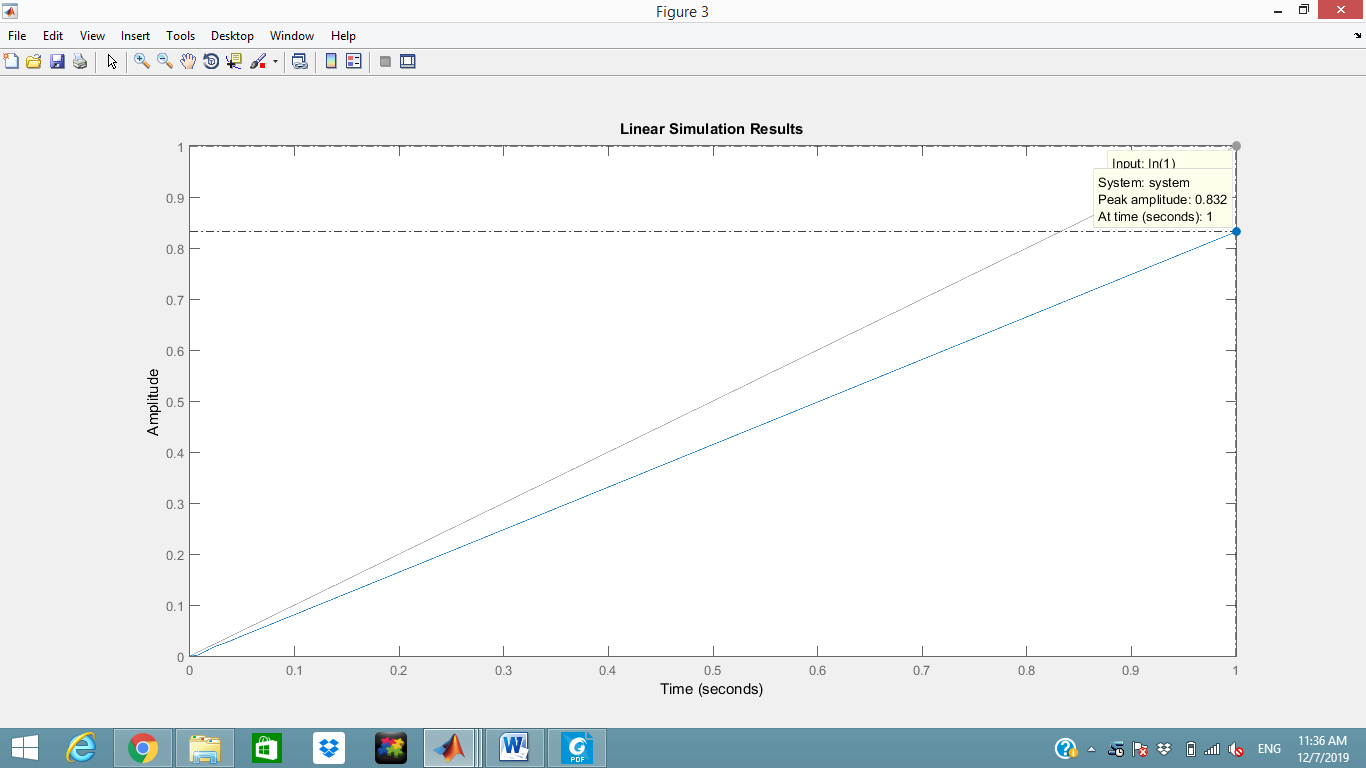 Figure 3
File Edit View Insert Tools Desktop Window Help
Linear Simulation Results
1
0.9
0.8
0.7
0.6
0.5
0.4
0.3
0.2
0.1
0
Amplitude
Input: In(1)
System: system
Peak amplitude: 0.832
At time (seconds): 1
0 0.1 0.2 0.3 0.4 0.5 0.6 0.7 0.8 0.9 1
Time (seconds)
PDF
ENG
11:36 AM
12/7/2019